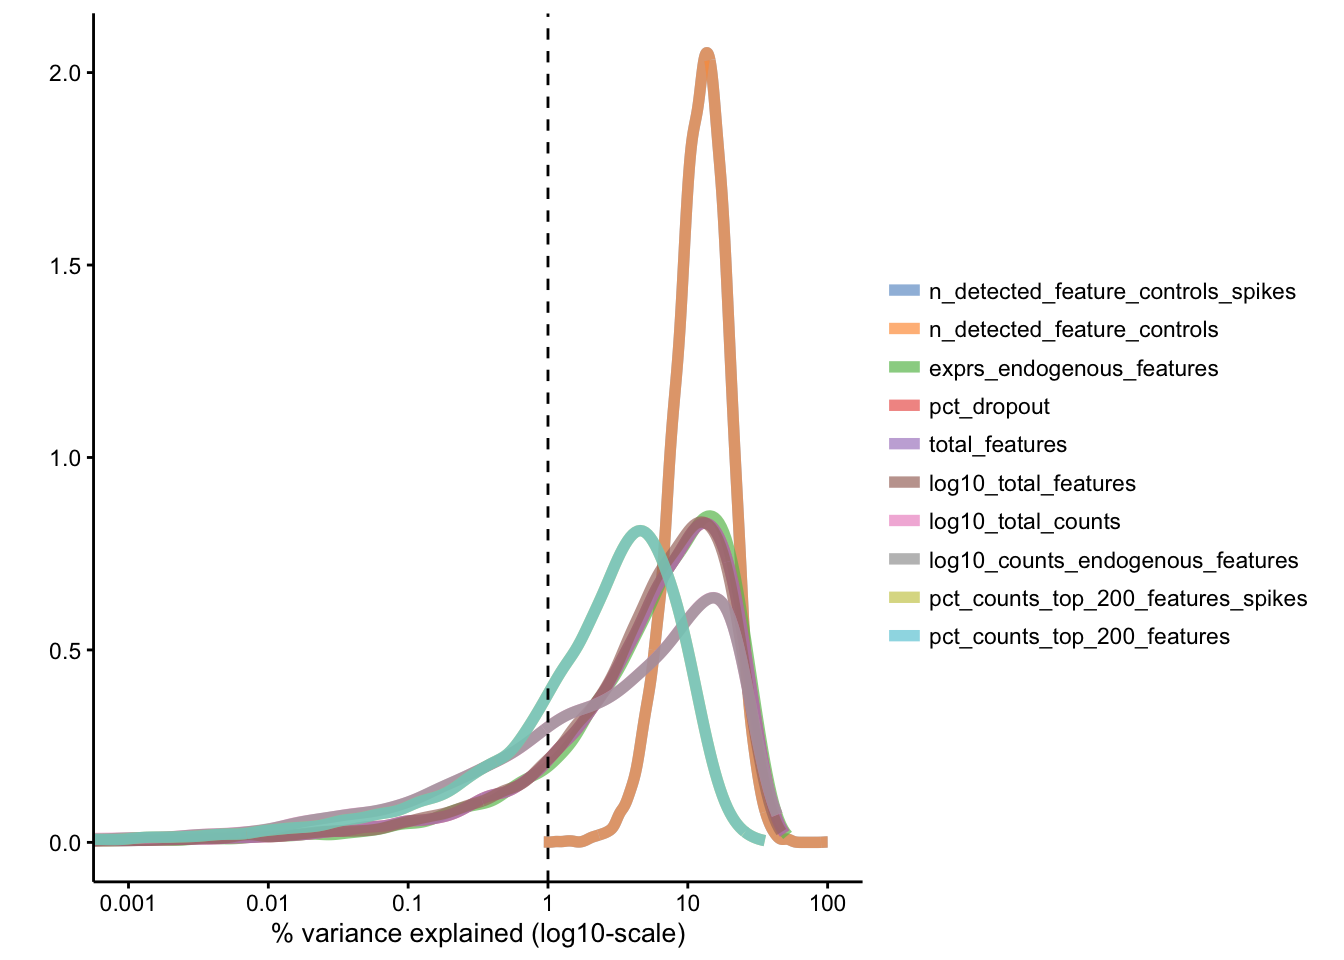 2.0
1.5
1.0
0.5
0.0
0.001 0.01 0.1 1 10 100
% variance explained (log10-scale)
n_detected_feature_controls_spikes
n_detected_feature_controls
exprs_endogenous_features
pct_dropout
total_features
log10_total_features
log10_total_counts
log10_counts_endogenous_features
pct_counts_top_200_features_spikes
pct_counts_top_200_features